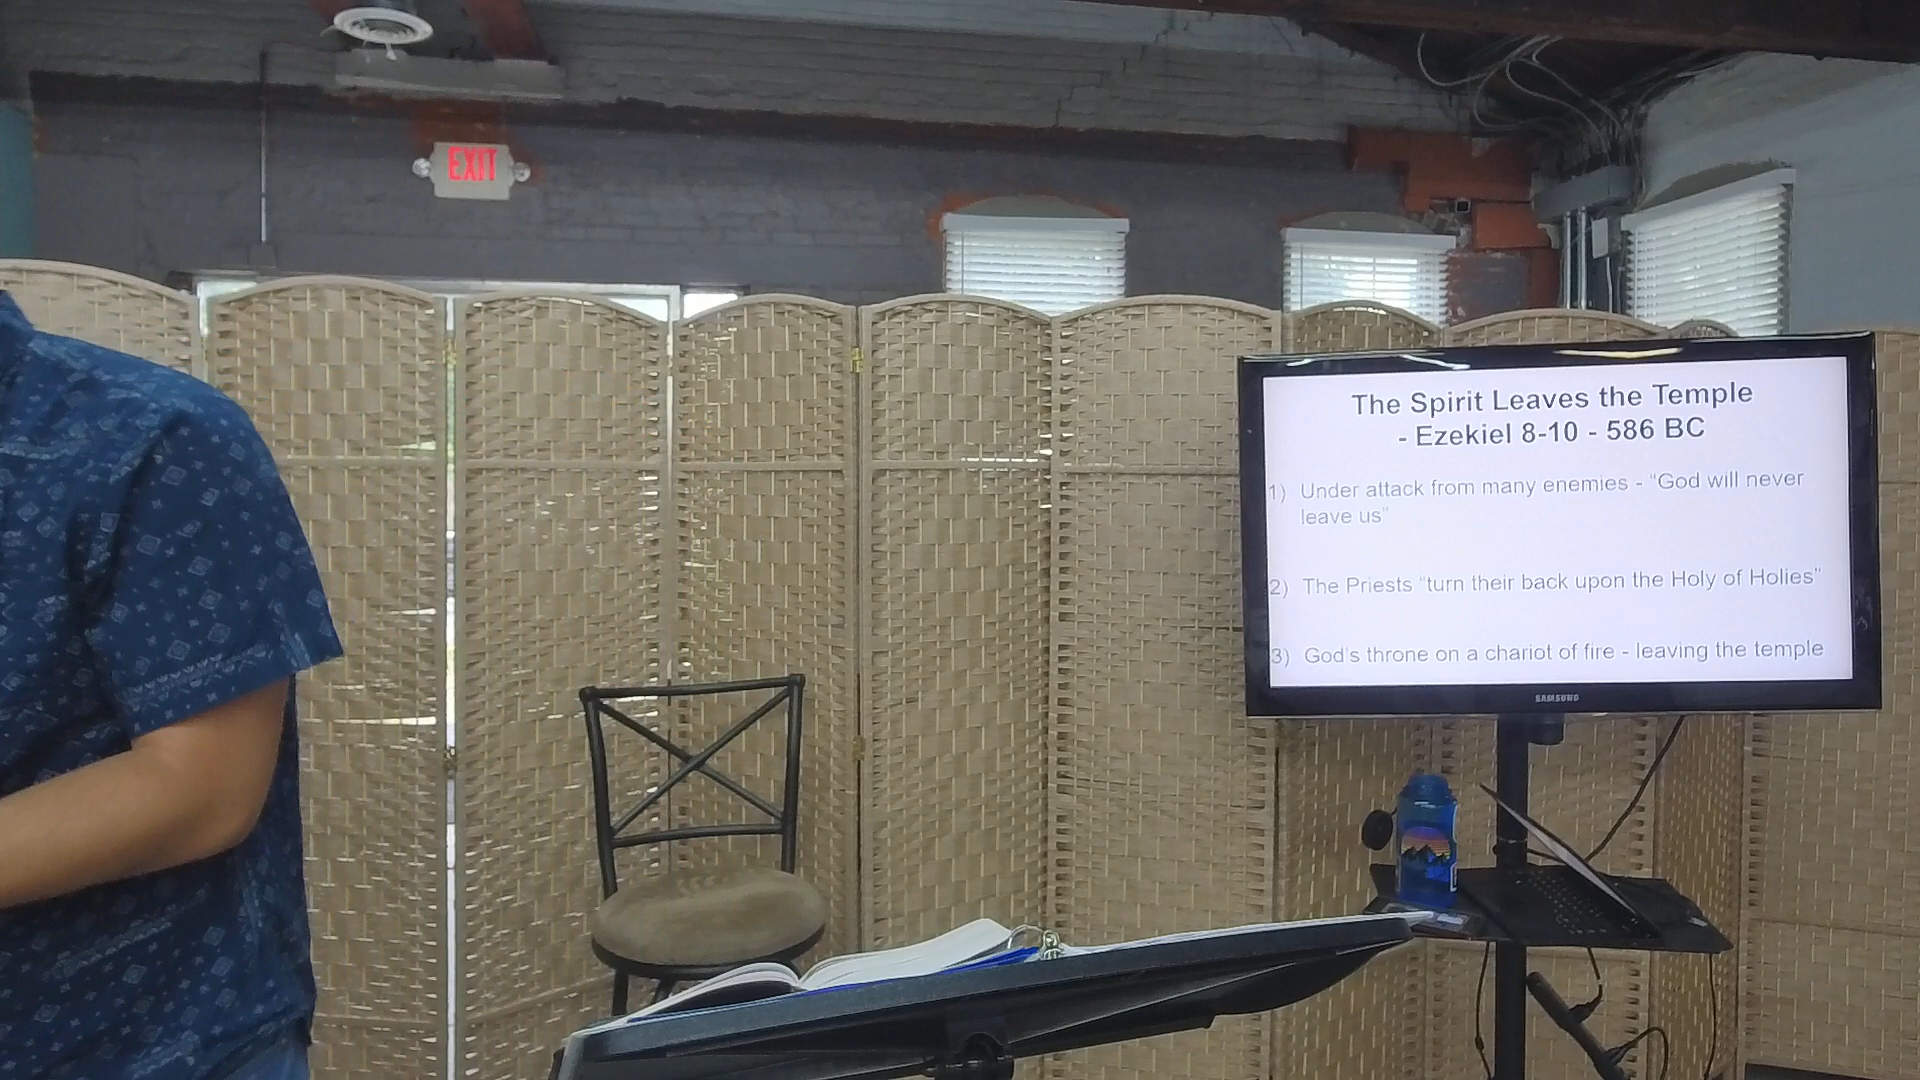 EXIT
The Spirit Leaves the Temple
- Ezekiel 8-10 - 586 BC
1) Under attack from many enemies - “God will never
leave us”
2) The Priests “turn their back upon the Holy of Holies”
3) God's throne on a chariot of fire - leaving the temple
SAMSUNG